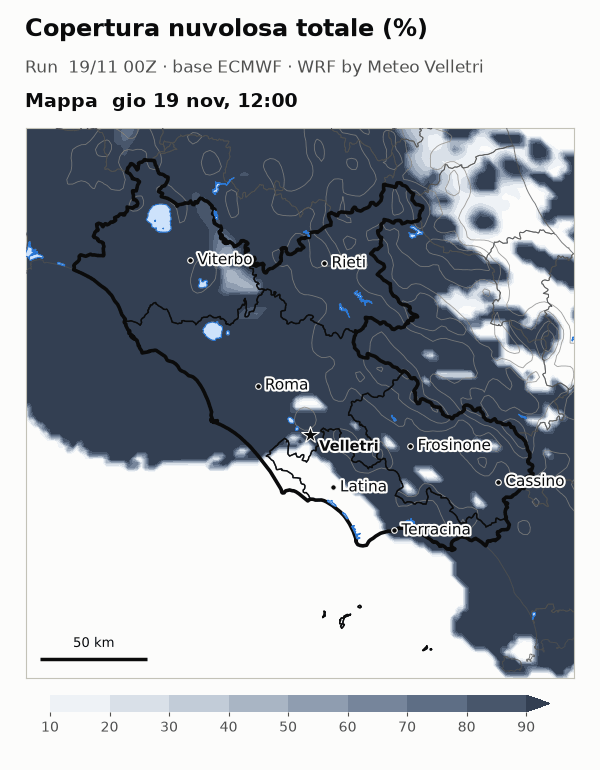 Copertura nuvolosa totale (%)
Run  19/11 00Z · base ECMWF · WRF by Meteo Velletri
Mappa  gio 19 nov, 12:00
Viterbo
Rieti
Roma
Velletri
Frosinone
Cassino
Latina
Terracina
50 km
10 20 30 40 50 60 70 80 90